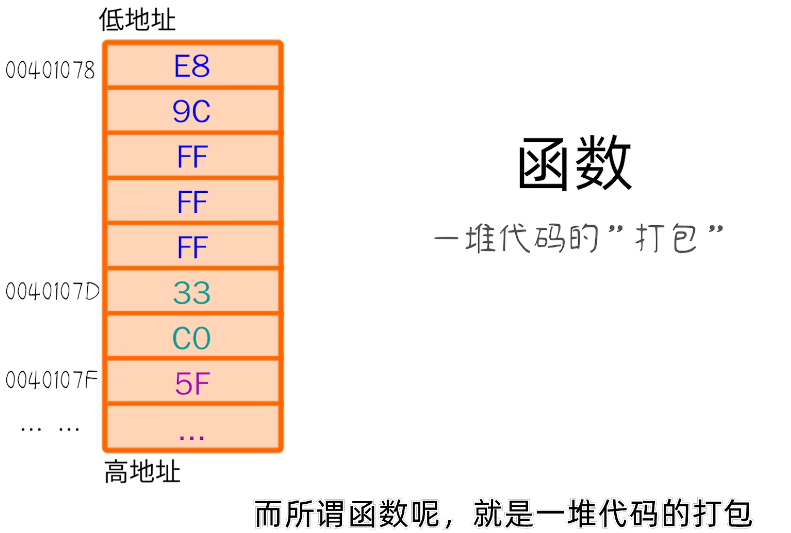 低地址
00401078
E8
9C
FF
FF
FF
0040107D
33
C0
0040107F
5F
... ...
...
高地址
函数
一堆代码的”打包”
而所谓函数呢，就是一堆代码的打包